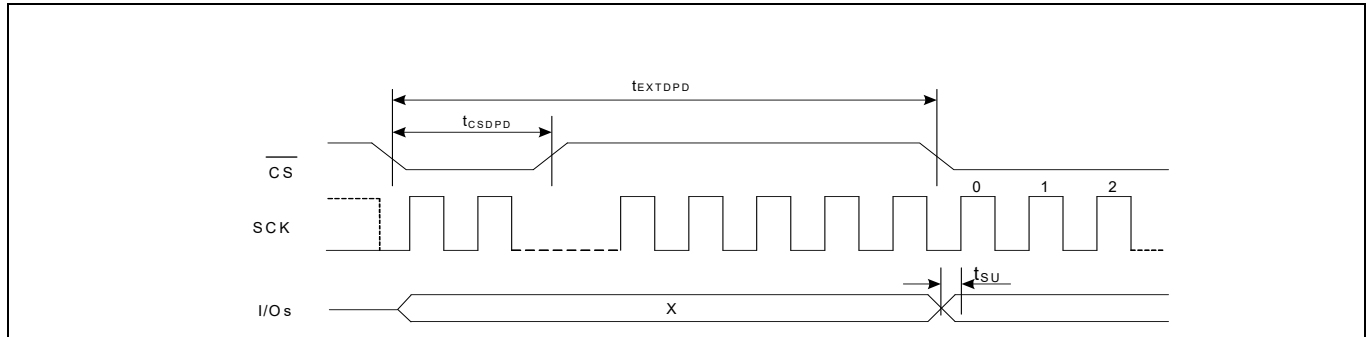 tEXTDPD
tCSDPD
CS
0 1 2
SCK
tSU
I/Os
X